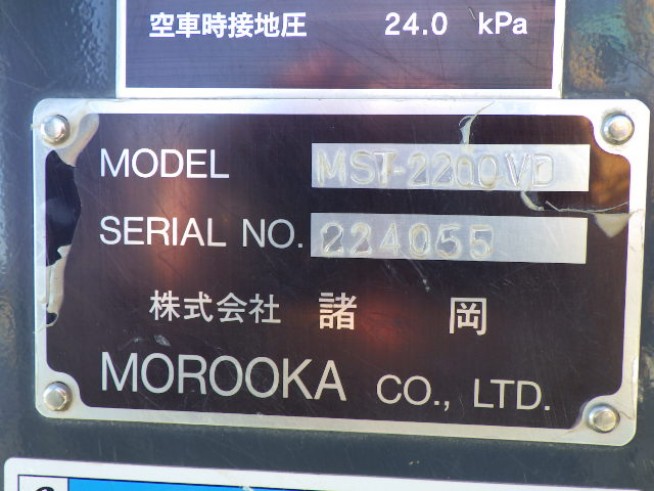 空車時接地圧 24.0 kPa
MODEL MST-2200VD
SERIAL NO. 224055
株式会社 諸岡
MOROOKA CO., LTD.